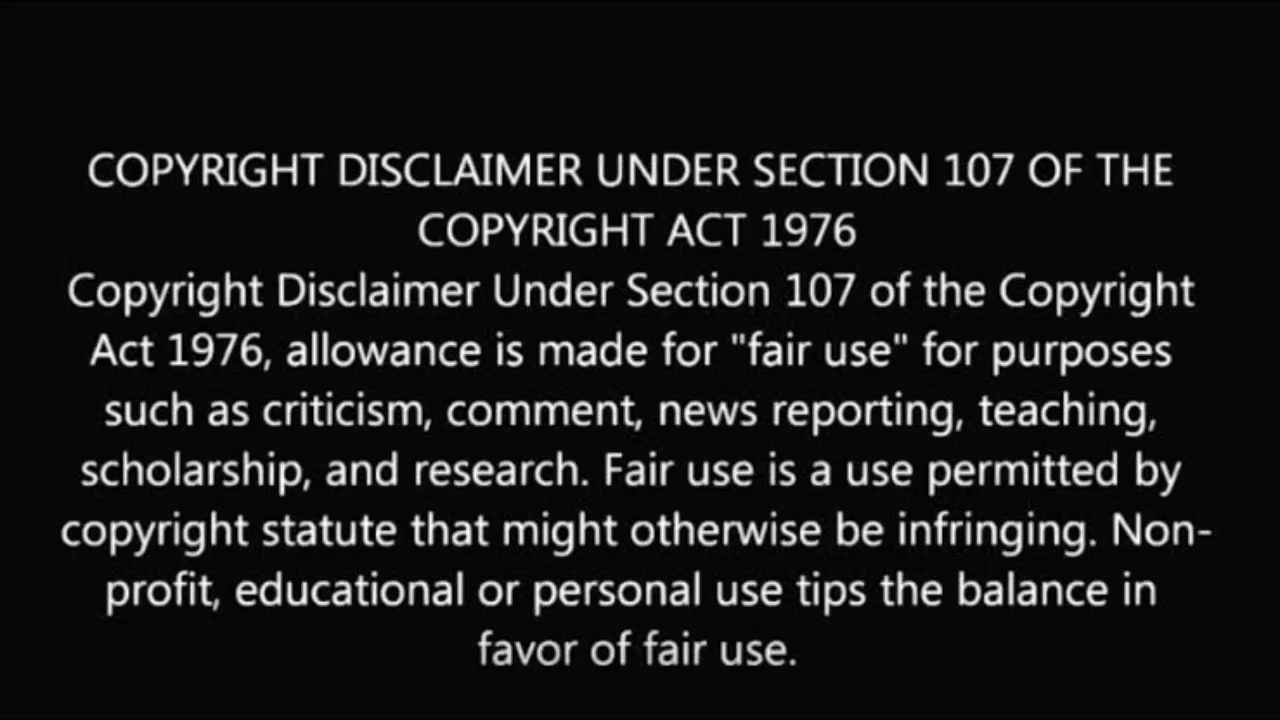 COPYRIGHT DISCLAIMER UNDER SECTION 107 OF THE
COPYRIGHT ACT 1976
Copyright Disclaimer Under Section 107 of the Copyright
Act 1976, allowance is made for "fair use" for purposes
such as criticism, comment, news reporting, teaching,
scholarship, and research. Fair use is a use permitted by
copyright statute that might otherwise be infringing. Non-
profit, educational or personal use tips the balance in
favor of fair use.